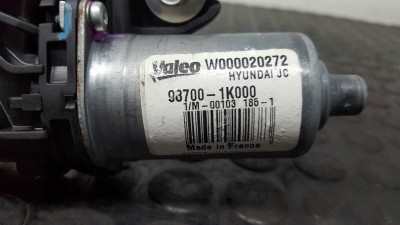 Valeo W000020272
HYUNDAI JC
98700-1K000
1/M-00103 186-1
Made in France